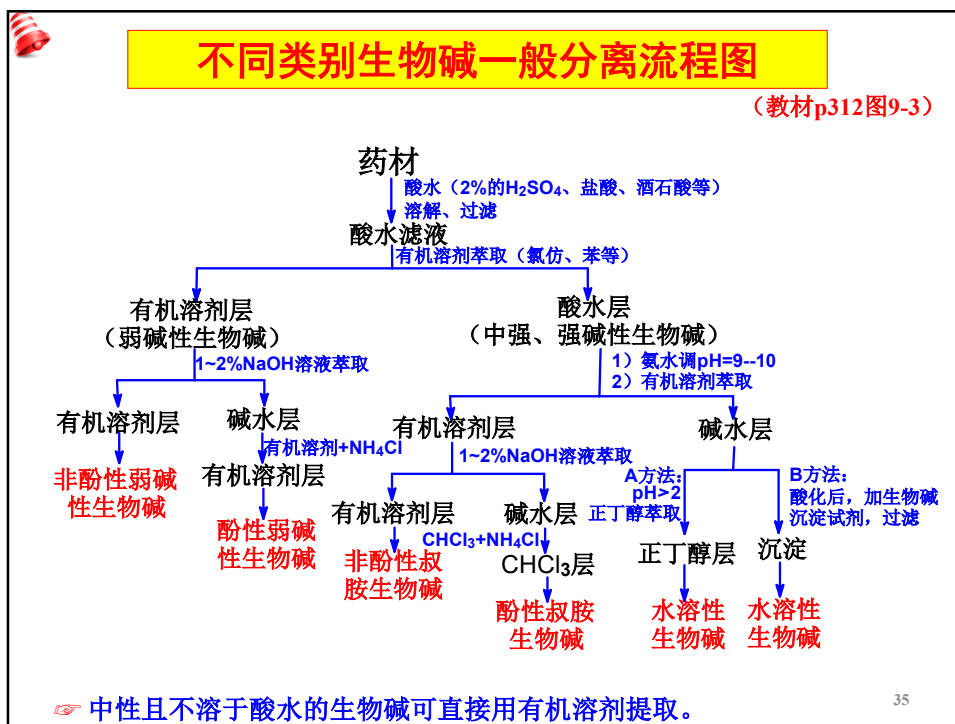 不同类别生物碱一般分离流程图
（教材p312图9-3）
药材
酸水（2%的H₂SO₄、盐酸、酒石酸等）
溶解、过滤
酸水滤液
有机溶剂萃取（氯仿、苯等）
有机溶剂层
（弱碱性生物碱）
酸水层
（中强、强碱性生物碱）
1~2%NaOH溶液萃取
1）氨水调pH=9--10
2）有机溶剂萃取
有机溶剂层
碱水层
有机溶剂层
碱水层
有机溶剂+NH₄Cl
有机溶剂层
非酚性弱碱
性生物碱
酚性弱碱
性生物碱
1~2%NaOH溶液萃取
有机溶剂层
碱水层
CHCl₃+NH₄Cl
CHCl₃层
非酚性叔
胺生物碱
酚性叔胺
生物碱
A方法：
pH>2
正丁醇萃取
B方法：
酸化后，加生物碱
沉淀试剂，过滤
正丁醇层
沉淀
水溶性
生物碱
水溶性
生物碱
☞ 中性且不溶于酸水的生物碱可直接用有机溶剂提取。
35